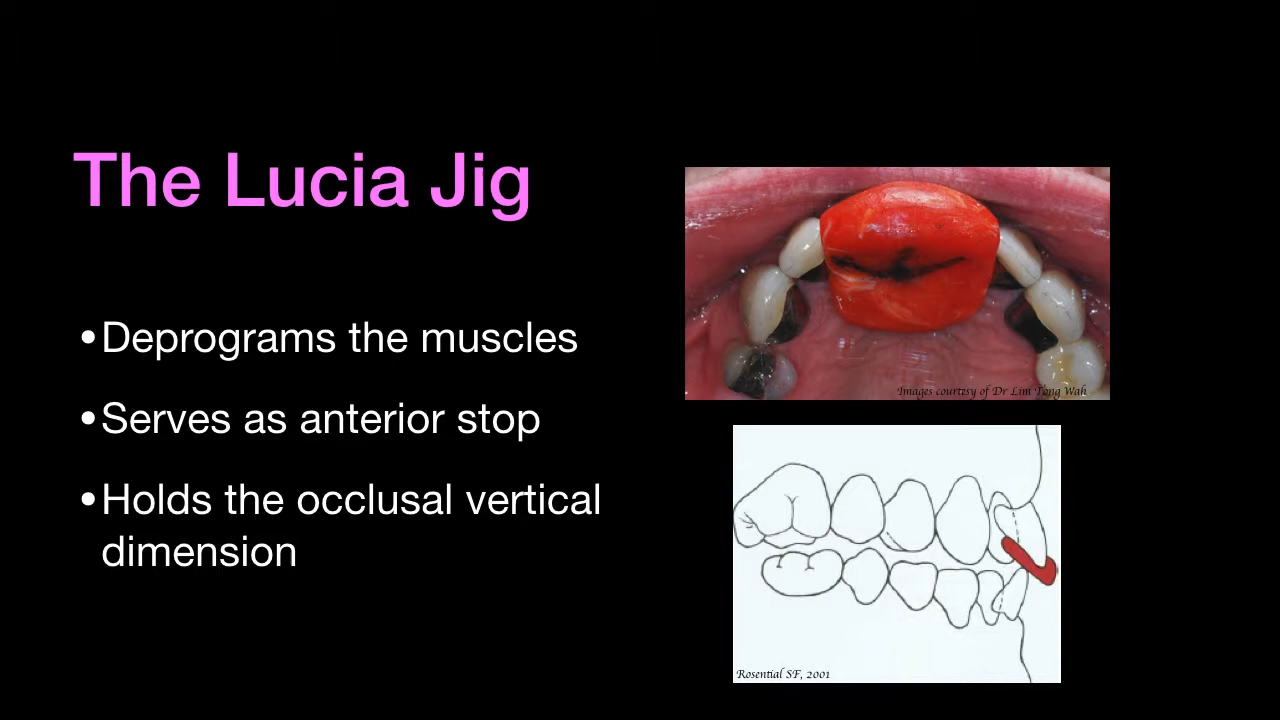 The Lucia Jig
•Deprograms the muscles
•Serves as anterior stop
•Holds the occlusal vertical
dimension
Images courtesy of Dr Lim Tong Wah
Rosential SF, 2001